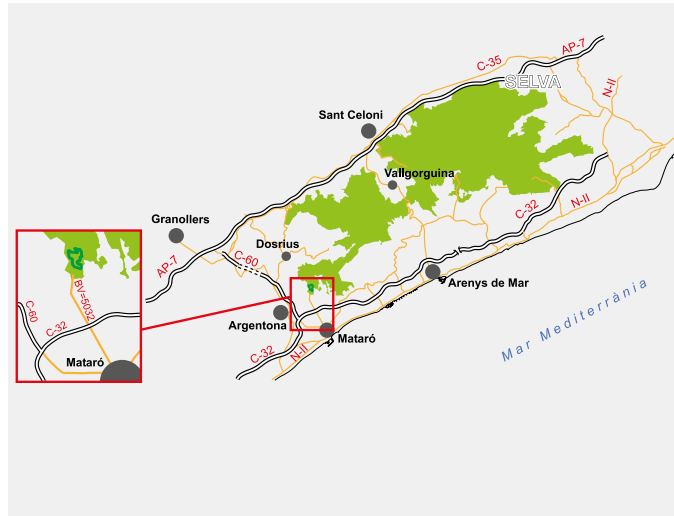 C-35
AP-7
SELVA
N-II
Sant Celoni
Vallgorguina
Granollers
C-32
N-II
Dosrius
C-60
AP-7
Arenys de Mar
Mar Mediterrània
BV=5032
C-60
C-32
Argentona
Mataró
Mataró
C-32
N-II